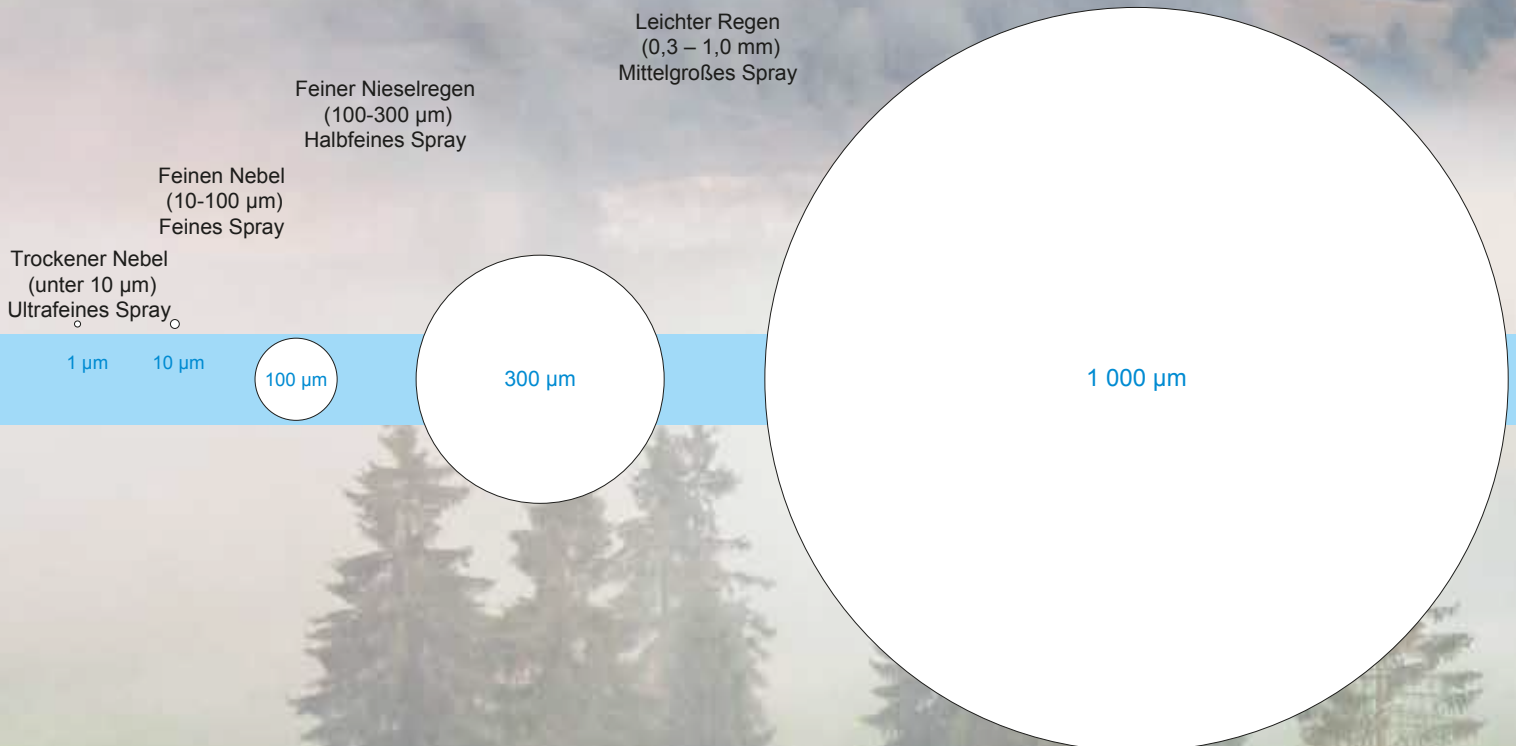 Leichter Regen
(0,3 – 1,0 mm)
Mittelgroßes Spray
Feiner Nieselregen
(100-300 µm)
Halbfeines Spray
Feinen Nebel
(10-100 µm)
Feines Spray
Trockener Nebel
(unter 10 µm)
Ultrafeines Spray
1 µm
10 µm
100 µm
300 µm
1 000 µm